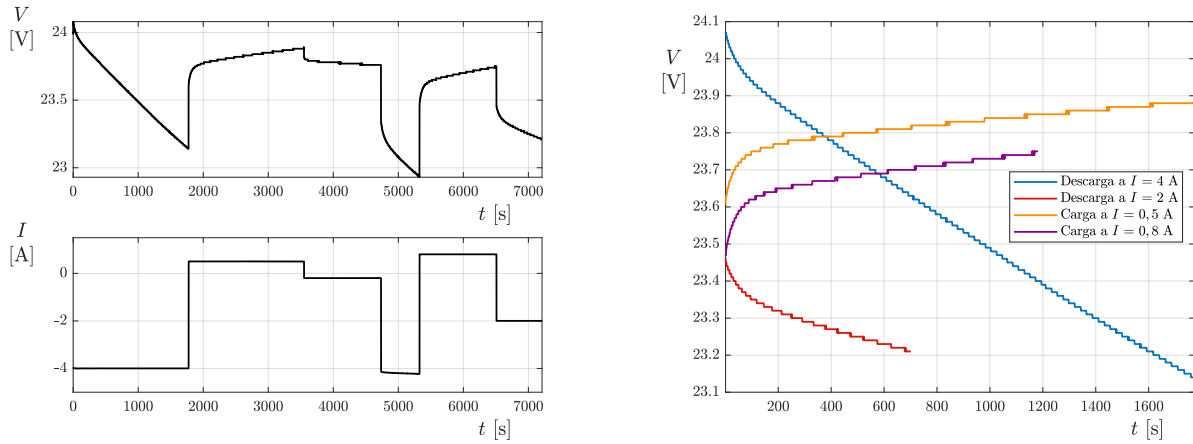 V
[V]
24
23.5
23
0 1000 2000 3000 4000 5000 6000 7000
t [s]
I
[A]
0
−2
−4
0 1000 2000 3000 4000 5000 6000 7000
t [s]
V
[V]
24.1
24
23.9
23.8
23.7
23.6
23.5
23.4
23.3
23.2
23.1
Descarga a I = 4 A
Descarga a I = 2 A
Carga a I = 0,5 A
Carga a I = 0,8 A
200 400 600 800 1000 1200 1400 1600
t [s]